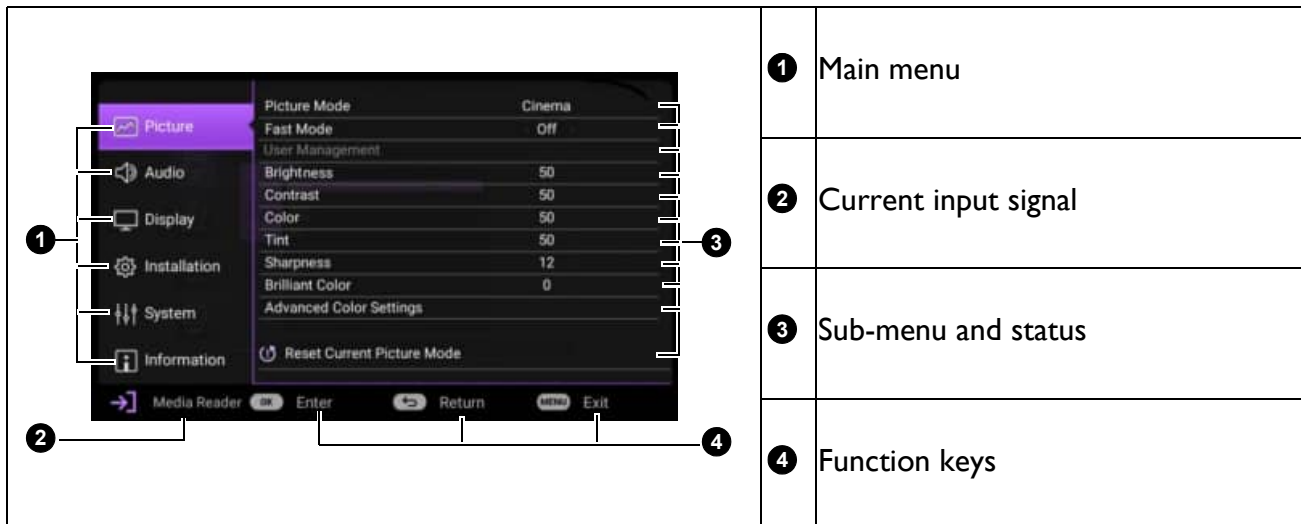 Picture
Audio
Display
Installation
System
Information
Picture Mode Cinema
Fast Mode Off
User Management
Brightness 50
Contrast 50
Color 50
Tint 50
Sharpness 12
Brilliant Color 0
Advanced Color Settings
Reset Current Picture Mode
Media Reader OK Enter Return MENU Exit
1
2
3
4
1 Main menu
2 Current input signal
3 Sub-menu and status
4 Function keys